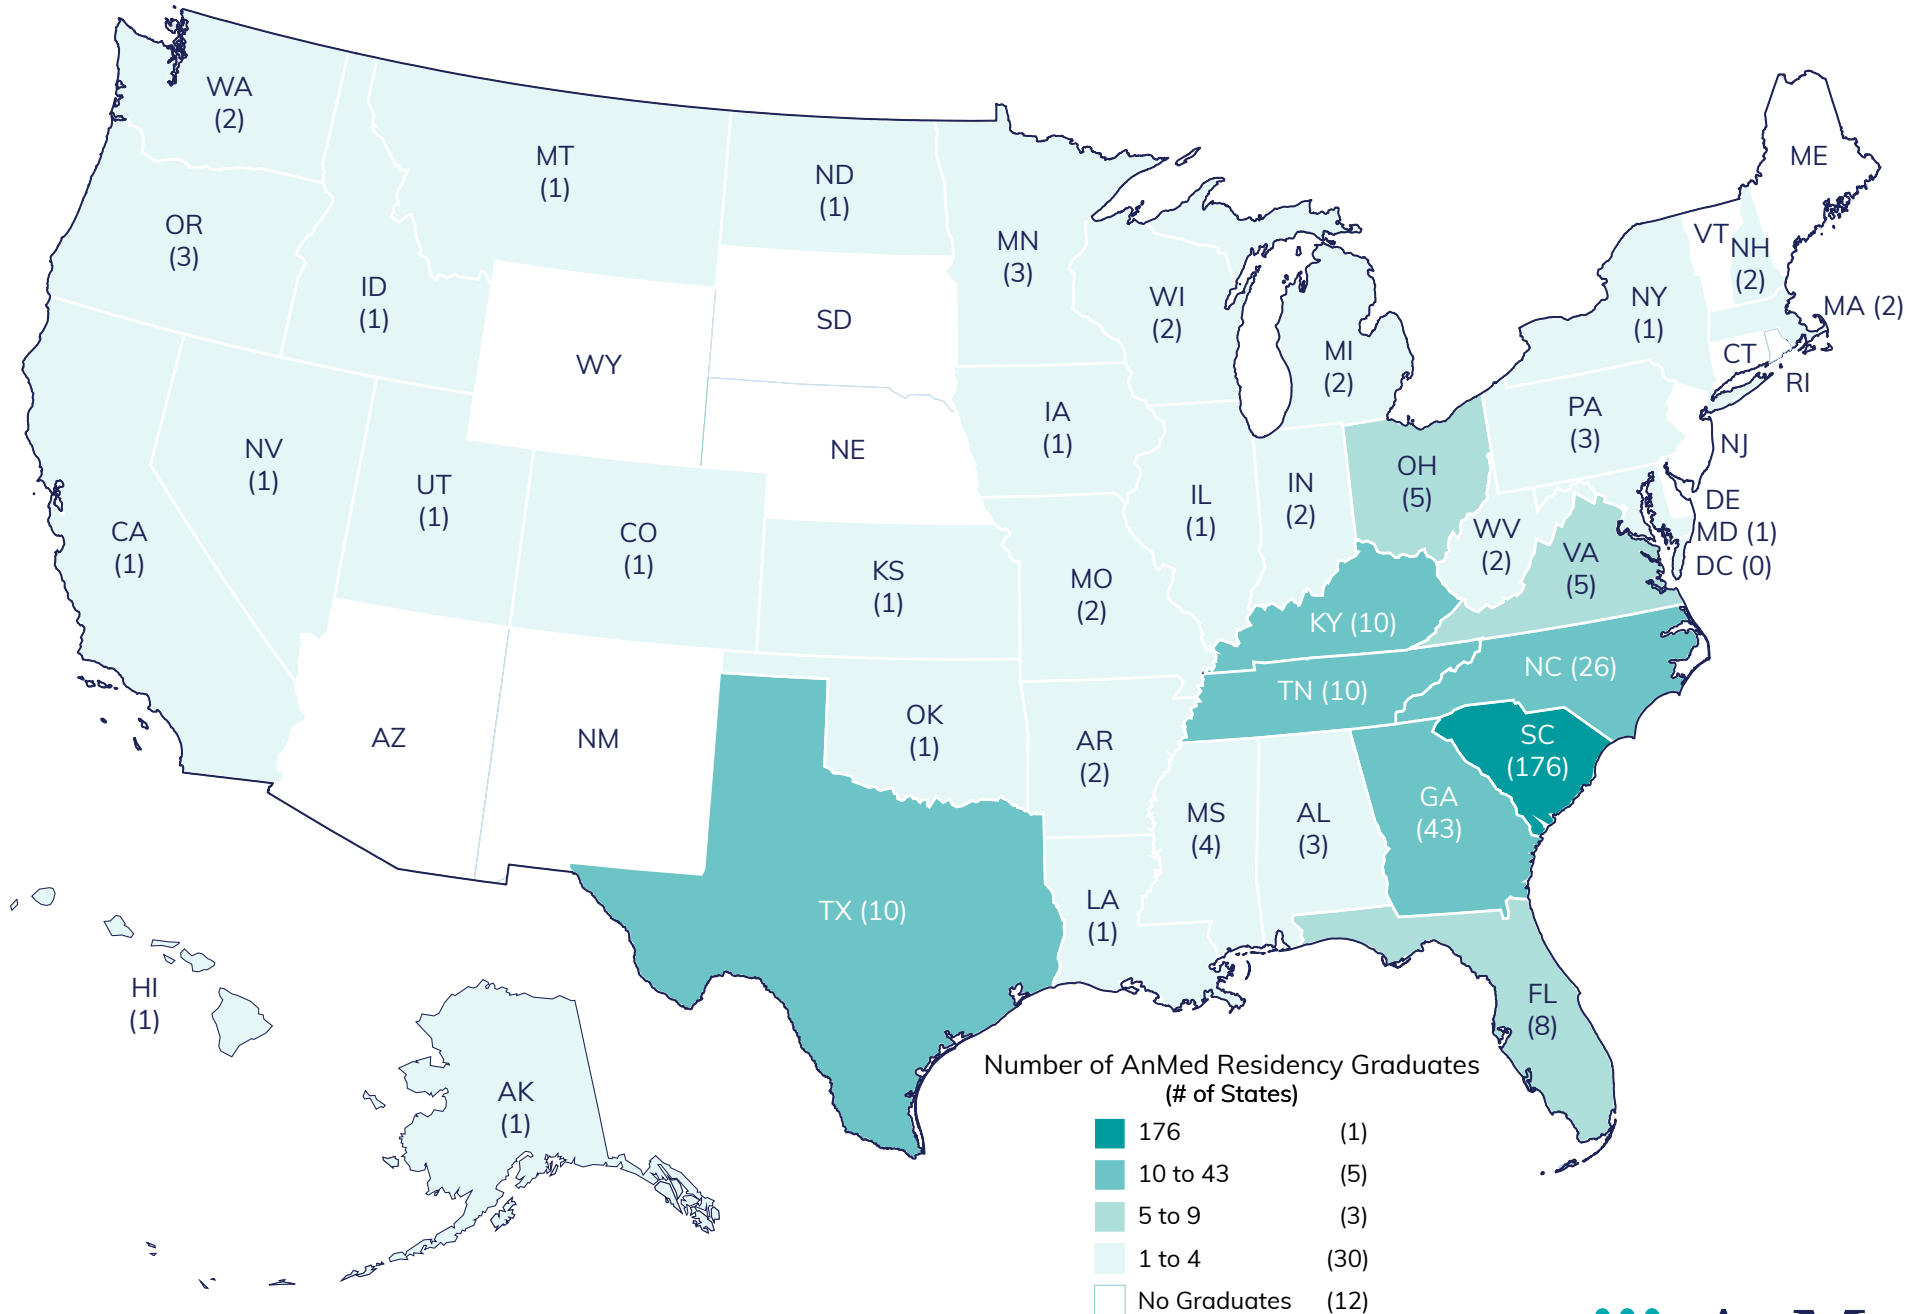 WA
(2)
MT
(1)
ND
(1)
ME
OR
(3)
MN
(3)
VT
NH
(2)
ID
(1)
WI
(2)
NY
(1)
MA (2)
SD
WY
MI
(2)
CT
RI
IA
(1)
PA
(3)
NV
(1)
NE
NJ
UT
(1)
OH
(5)
IN
(2)
IL
(1)
DE
CA
(1)
CO
(1)
WV
(2)
MD (1)
VA
(5)
DC (0)
KS
(1)
MO
(2)
KY (10)
NC (26)
TN (10)
AZ
NM
OK
(1)
AR
(2)
SC
(176)
GA
(43)
MS
(4)
AL
(3)
TX (10)
LA
(1)
HI
(1)
FL
(8)
AK
(1)
Number of AnMed Residency Graduates
(# of States)
176 (1)
10 to 43 (5)
5 to 9 (3)
1 to 4 (30)
No Graduates (12)